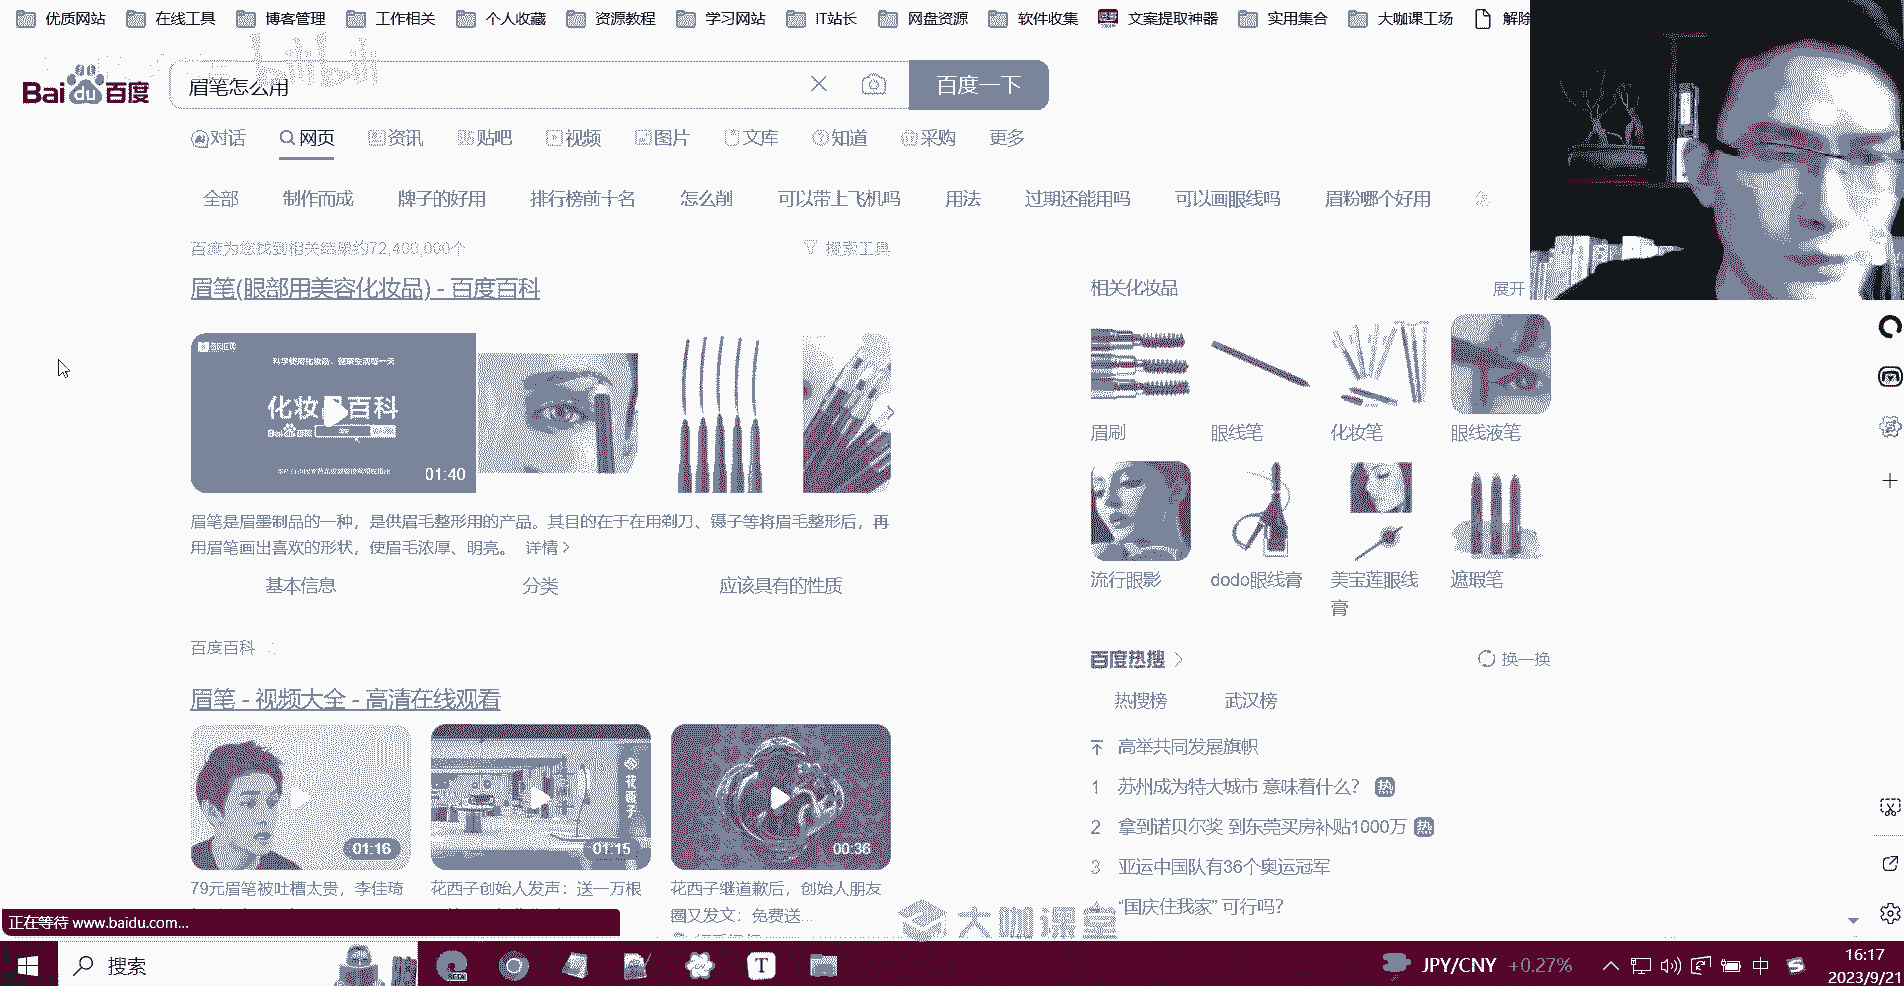 优质网站 在线工具 博客管理 工作相关 个人收藏 资源教程 学习网站 IT站长 网盘资源 软件收集 文案提取神器 实用集合 大咖课工场 解除
bilibili
Bai du 百度
眉笔怎么用
百度一下
对话 网页 资讯 贴吧 视频 图片 文库 知道 采购 更多
全部 制作而成 牌子的好用 排行榜前十名 怎么削 可以带上飞机吗 用法 过期还能用吗 可以画眼线吗 眉粉哪个好用
百度为您找到相关结果约72,400,000个 搜索工具
眉笔(眼部用美容化妆品) - 百度百科
化妆品百科
01:40
眉笔是眉墨制品的一种，是供眉毛整形用的产品。其目的在于在用剃刀、镊子等将眉毛整形后，再
用眉笔画出喜欢的形状，使眉毛浓厚、明亮。 详情
基本信息 分类 应该具有的性质
百度百科
眉笔 - 视频大全 - 高清在线观看
花西子
01:16 01:15 00:36
79元眉笔被吐槽太贵，李佳琦
花西子创始人发声：送一万根
花西子继道歉后，创始人朋友
圈又发文：免费送...
相关化妆品 展开
眉刷 眼线笔 化妆笔 眼线液笔
流行眼影 dodo眼线膏 美宝莲眼线
膏
遮瑕笔
百度热搜 换一换
热搜榜 武汉榜
高举共同发展旗帜
1 苏州成为特大城市 意味着什么？ 热
2 拿到诺贝尔奖 到东莞买房补贴1000万 热
3 亚运中国队有36个奥运冠军
4 “国庆住我家” 可行吗?
大咖课堂
正在等待 www.baidu.com...
搜索
BETA
T
JPY/CNY +0.27%
中
16:17
2023/9/21